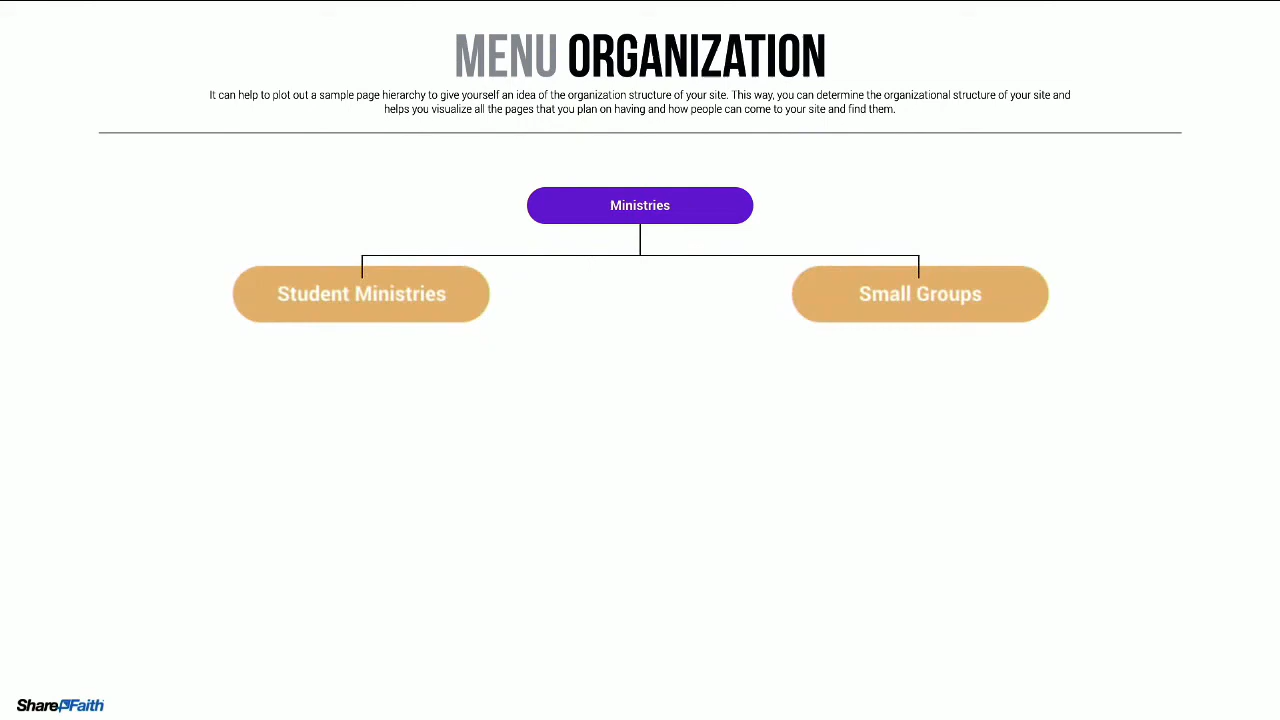 MENU ORGANIZATION
It can help to plot out a sample page hierarchy to give yourself an idea of the organization structure of your site. This way, you can determine the organizational structure of your site and
helps you visualize all the pages that you plan on having and how people can come to your site and find them.
Ministries
Student Ministries
Small Groups
ShareFaith